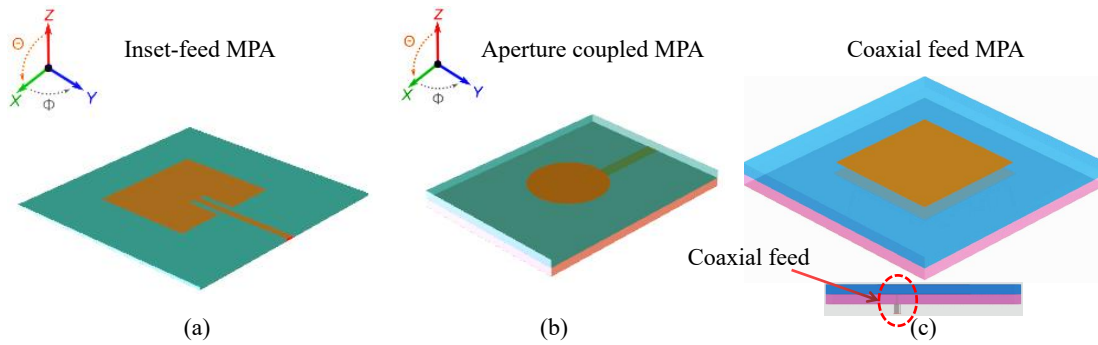 Z
Θ
X
Φ
Y
Inset-feed MPA
Z
Θ
X
Φ
Y
Aperture coupled MPA
Coaxial feed MPA
Coaxial feed
(a)
(b)
(c)